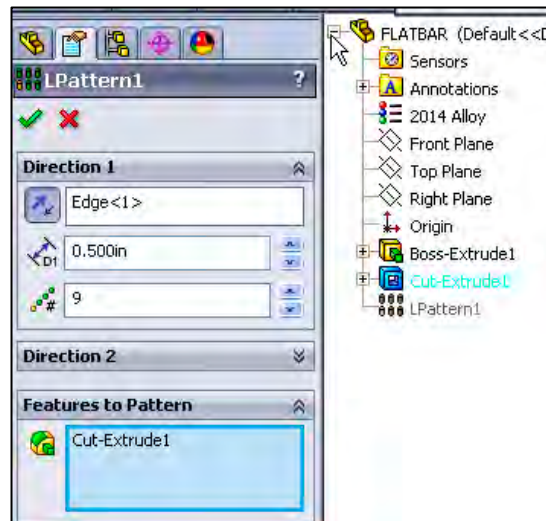 LPattern1 ?
Direction 1
Edge<1>
D1 0.500in
# 9
Direction 2
Features to Pattern
Cut-Extrude1
FLATBAR (Default<<D
Sensors
A Annotations
2014 Alloy
Front Plane
Top Plane
Right Plane
Origin
Boss-Extrude1
Cut-Extrude1
LPattern1